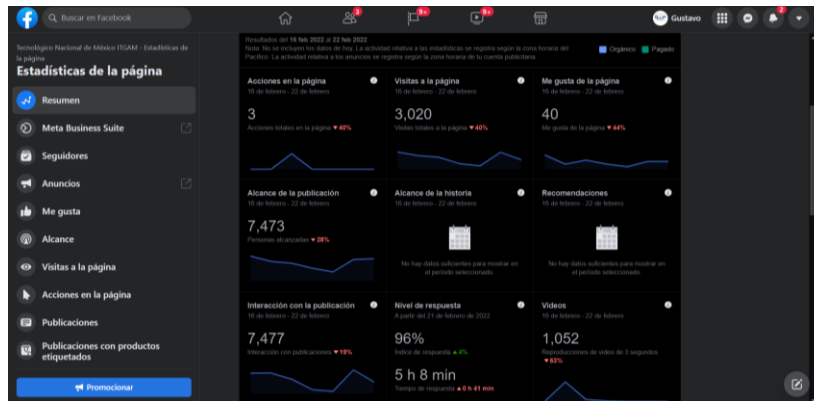 Buscar en Facebook
3
9+
9+
Gustavo
2
Tecnológico Nacional de México ITGAM - Estadísticas de
la página
Estadísticas de la página
Resumen
Meta Business Suite
Seguidores
Anuncios
Me gusta
Alcance
Visitas a la página
Acciones en la página
Publicaciones
Publicaciones con productos
etiquetados
Promocionar
Resultados del 16 feb 2022 al 22 feb 2022
Nota: No se incluyen los datos de hoy. La actividad relativa a las estadísticas se registra según la zona horaria del
Pacífico. La actividad relativa a los anuncios se registra según la zona horaria de tu cuenta publicitaria
Orgánico Pagado
Acciones en la página
16 de febrero - 22 de febrero
3
Acciones totales en la página ▼ 60%
Visitas a la página
16 de febrero - 22 de febrero
3,020
Visitas totales a la página ▼ 40%
Me gusta de la página
16 de febrero - 22 de febrero
40
Me gusta de la página ▼ 44%
Alcance de la publicación
16 de febrero - 22 de febrero
7,473
Personas alcanzadas ▼ 28%
Alcance de la historia
16 de febrero - 22 de febrero
No hay datos suficientes para mostrar en
el período seleccionado.
Recomendaciones
16 de febrero - 22 de febrero
No hay datos suficientes para mostrar en
el período seleccionado.
Interacción con la publicación
16 de febrero - 22 de febrero
7,477
Interacción con publicaciones ▼ 19%
Nivel de respuesta
A partir del 21 de febrero de 2022
96%
Índice de respuesta ▲ 4%
5 h 8 min
Tiempo de respuesta ▲ 0 h 41 min
Videos
16 de febrero - 22 de febrero
1,052
Reproducciones de video de 3 segundos
▼ 63%